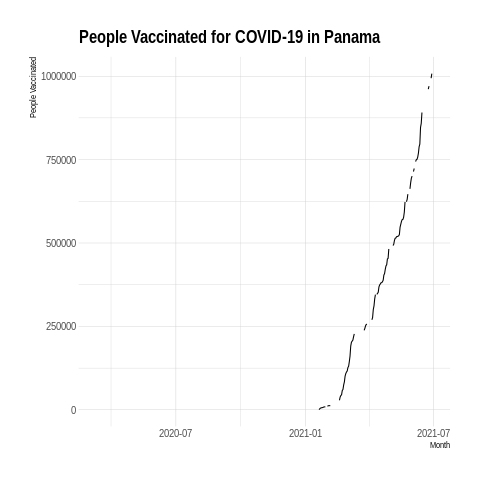 People Vaccinated for COVID-19 in Panama
People Vaccinated
1000000
750000
500000
250000
0
2020-07 2021-01 2021-07
Month